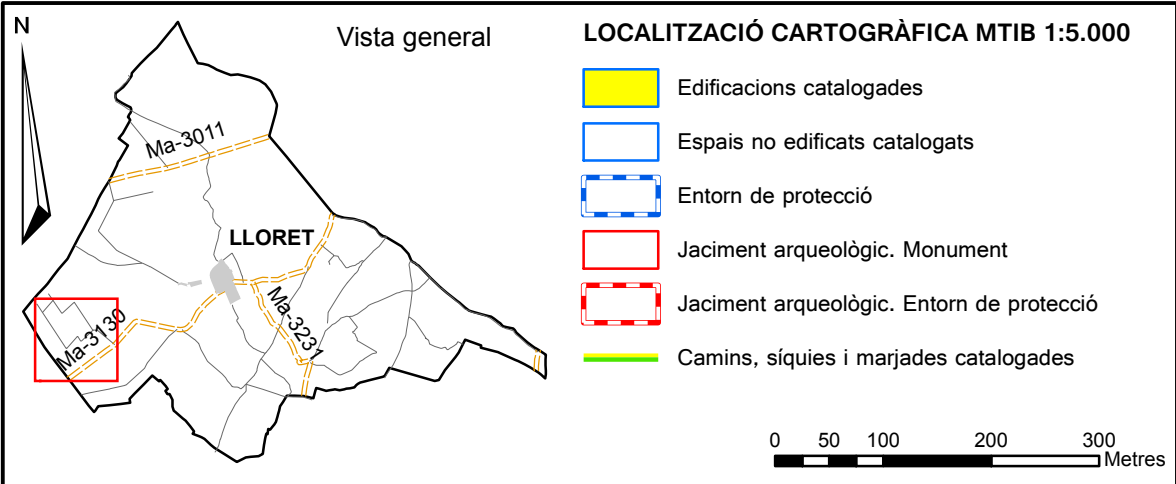 N
Vista general
Ma-3011
LLORET
Ma-3130
Ma-3231
LOCALITZACIÓ CARTOGRÀFICA MTIB 1:5.000
Edificacions catalogades
Espais no edificats catalogats
Entorn de protecció
Jaciment arqueològic. Monument
Jaciment arqueològic. Entorn de protecció
Camins, síquies i marjades catalogades
0 50 100 200 300
Metres